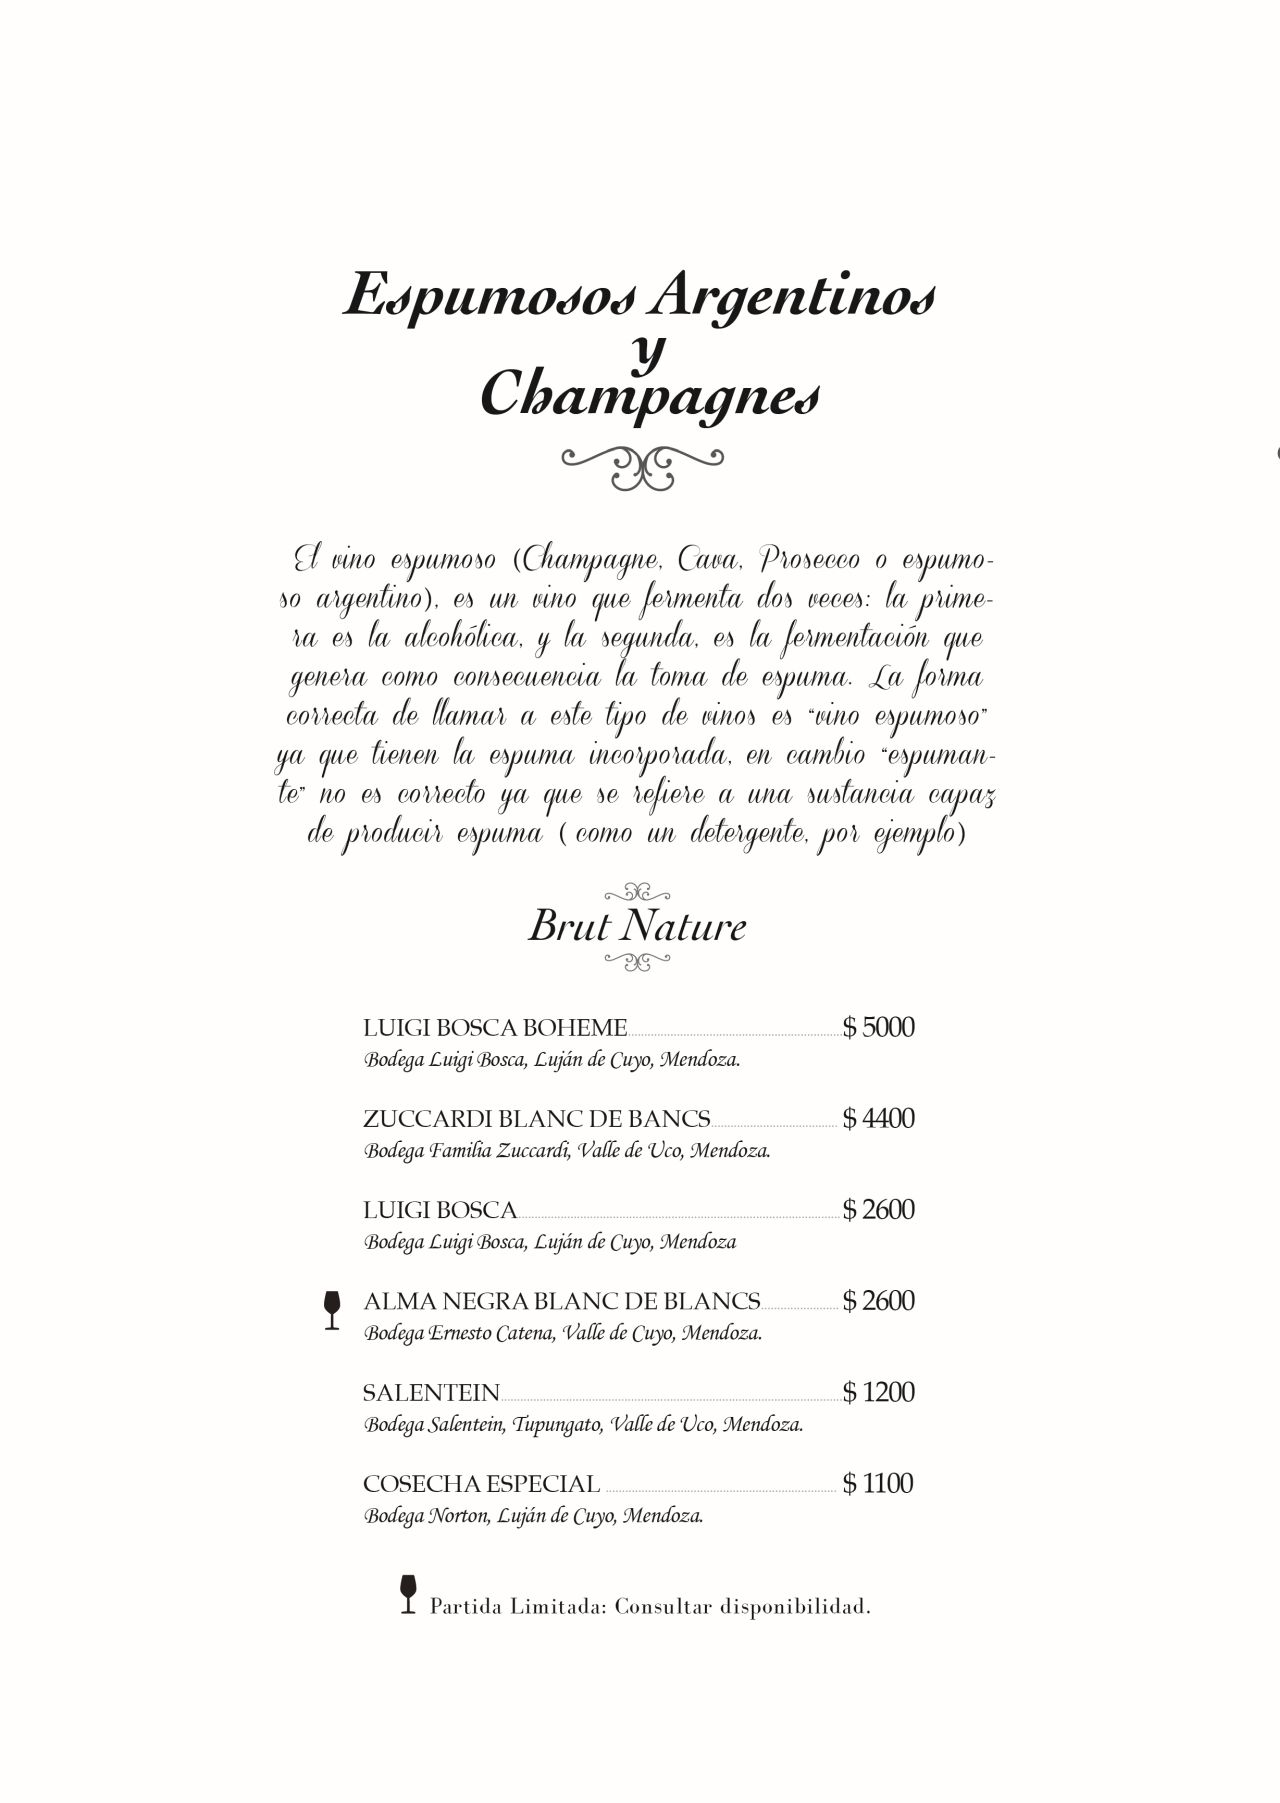 Espumosos Argentinos
y
Champagnes
El vino espumoso (Champagne, Cava, Prosecco o espumo-
so argentino), es un vino que fermenta dos veces: la prime-
ra es la alcohólica, y la segunda, es la fermentación que
genera como consecuencia la toma de espuma. La forma
correcta de llamar a este tipo de vinos es “vino espumoso”
ya que tienen la espuma incorporada, en cambio “espuman-
te” no es correcto ya que se refiere a una sustancia capaz
de producir espuma ( como un detergente, por ejemplo)
Brut Nature
LUIGI BOSCA BOHEME $ 5000
Bodega Luigi Bosca, Luján de Cuyo, Mendoza.
ZUCCARDI BLANC DE BANCS $ 4400
Bodega Familia Zuccardi, Valle de Uco, Mendoza.
LUIGI BOSCA $ 2600
Bodega Luigi Bosca, Luján de Cuyo, Mendoza
ALMA NEGRA BLANC DE BLANCS $ 2600
Bodega Ernesto Catena, Valle de Cuyo, Mendoza.
SALENTEIN $ 1200
Bodega Salentein, Tupungato, Valle de Uco, Mendoza.
COSECHA ESPECIAL $ 1100
Bodega Norton, Luján de Cuyo, Mendoza.
Partida Limitada: Consultar disponibilidad.